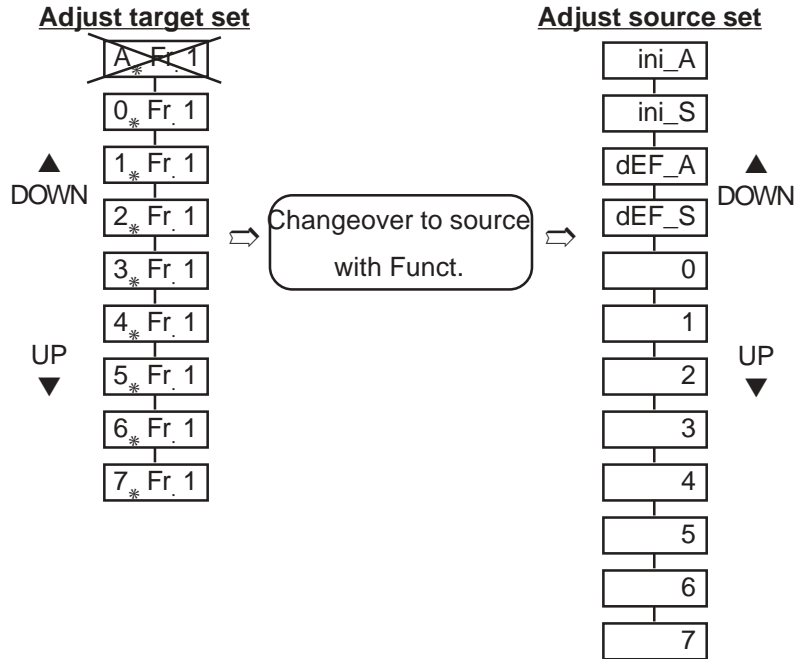 Adjust target set
A* Fr. 1
0* Fr. 1
1* Fr. 1
2* Fr. 1
3* Fr. 1
4* Fr. 1
5* Fr. 1
6* Fr. 1
7* Fr. 1
DOWN
UP
Changeover to source
with Funct.
Adjust source set
ini_A
ini_S
dEF_A
dEF_S
0
1
2
3
4
5
6
7
DOWN
UP